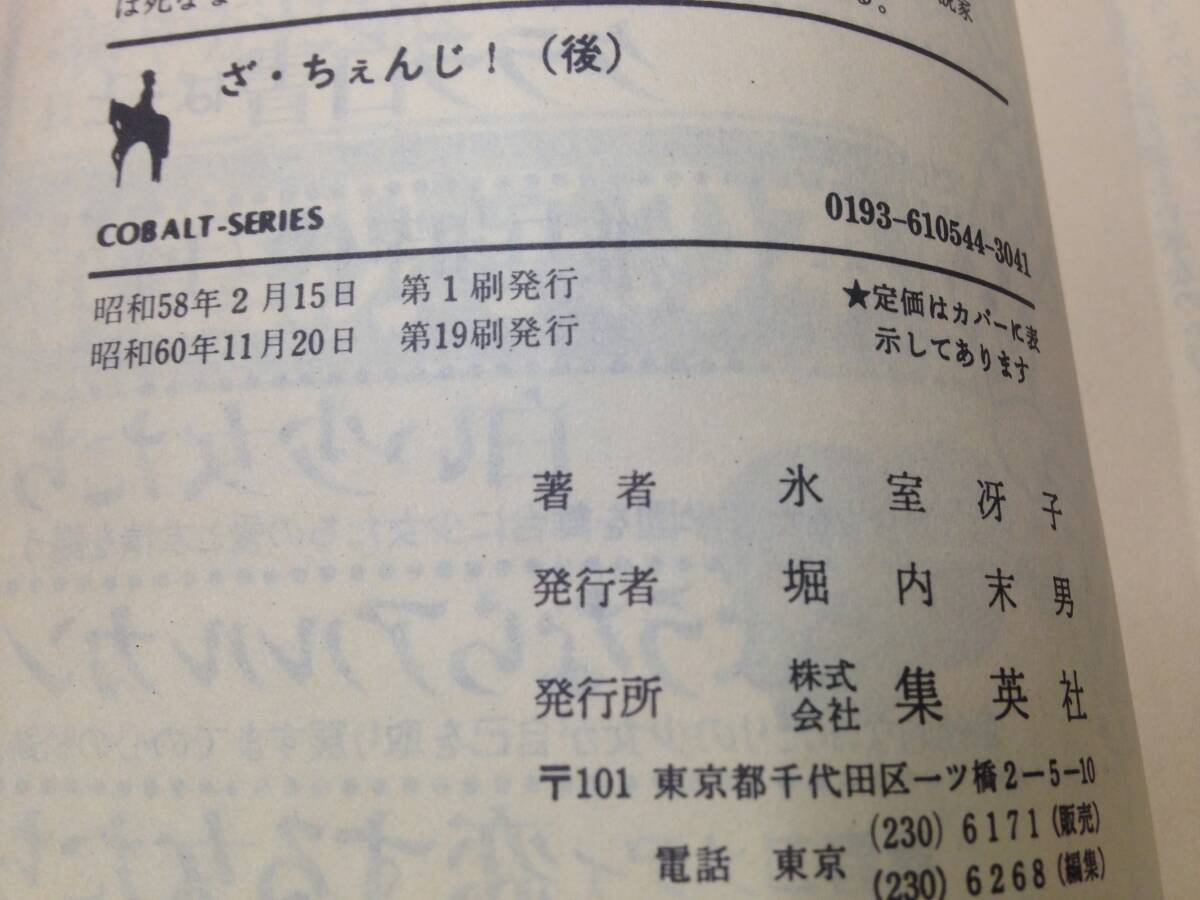 ざ・ちぇんじ！（後）
COBALT-SERIES
0193-610544-3041
昭和58年2月15日　第1刷発行
昭和60年11月20日　第19刷発行
★定価はカバーに表
示してあります
著者　氷室冴子
発行者　堀内末男
発行所　株式会社　集英社
〒101 東京都千代田区一ツ橋2-5-10
電話　東京 (230) 6171(販売)
(230) 6268(編集)